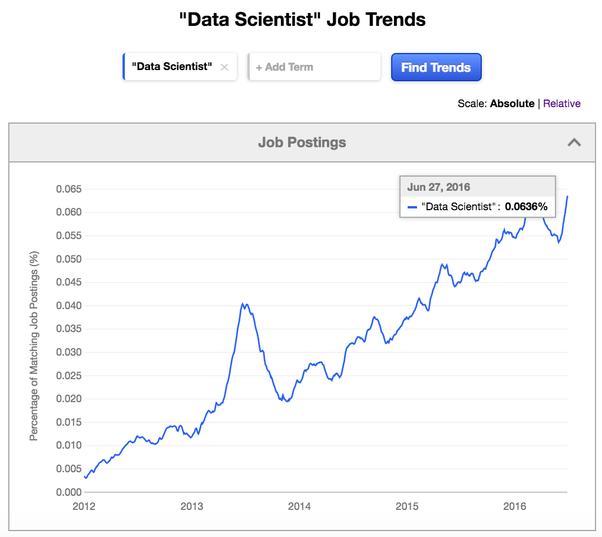 "Data Scientist" Job Trends
"Data Scientist" × + Add Term Find Trends
Scale: Absolute | Relative
Job Postings
Jun 27, 2016
"Data Scientist" : 0.0636%
Percentage of Matching Job Postings (%)
0.065
0.060
0.055
0.050
0.045
0.040
0.035
0.030
0.025
0.020
0.015
0.010
0.005
0.000
2012 2013 2014 2015 2016